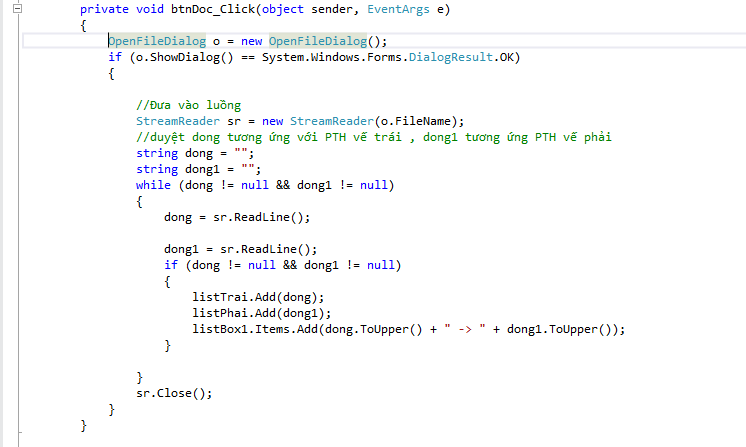 private void btnDoc_Click(object sender, EventArgs e)
{
OpenFileDialog o = new OpenFileDialog();
if (o.ShowDialog() == System.Windows.Forms.DialogResult.OK)
{
//Đưa vào luồng
StreamReader sr = new StreamReader(o.FileName);
//duyệt dong tương ứng với PTH vế trái , dong1 tương ứng PTH vế phải
string dong = "";
string dong1 = "";
while (dong != null && dong1 != null)
{
dong = sr.ReadLine();
dong1 = sr.ReadLine();
if (dong != null && dong1 != null)
{
listTrai.Add(dong);
listPhai.Add(dong1);
listBox1.Items.Add(dong.ToUpper() + " -> " + dong1.ToUpper());
}
}
sr.Close();
}
}